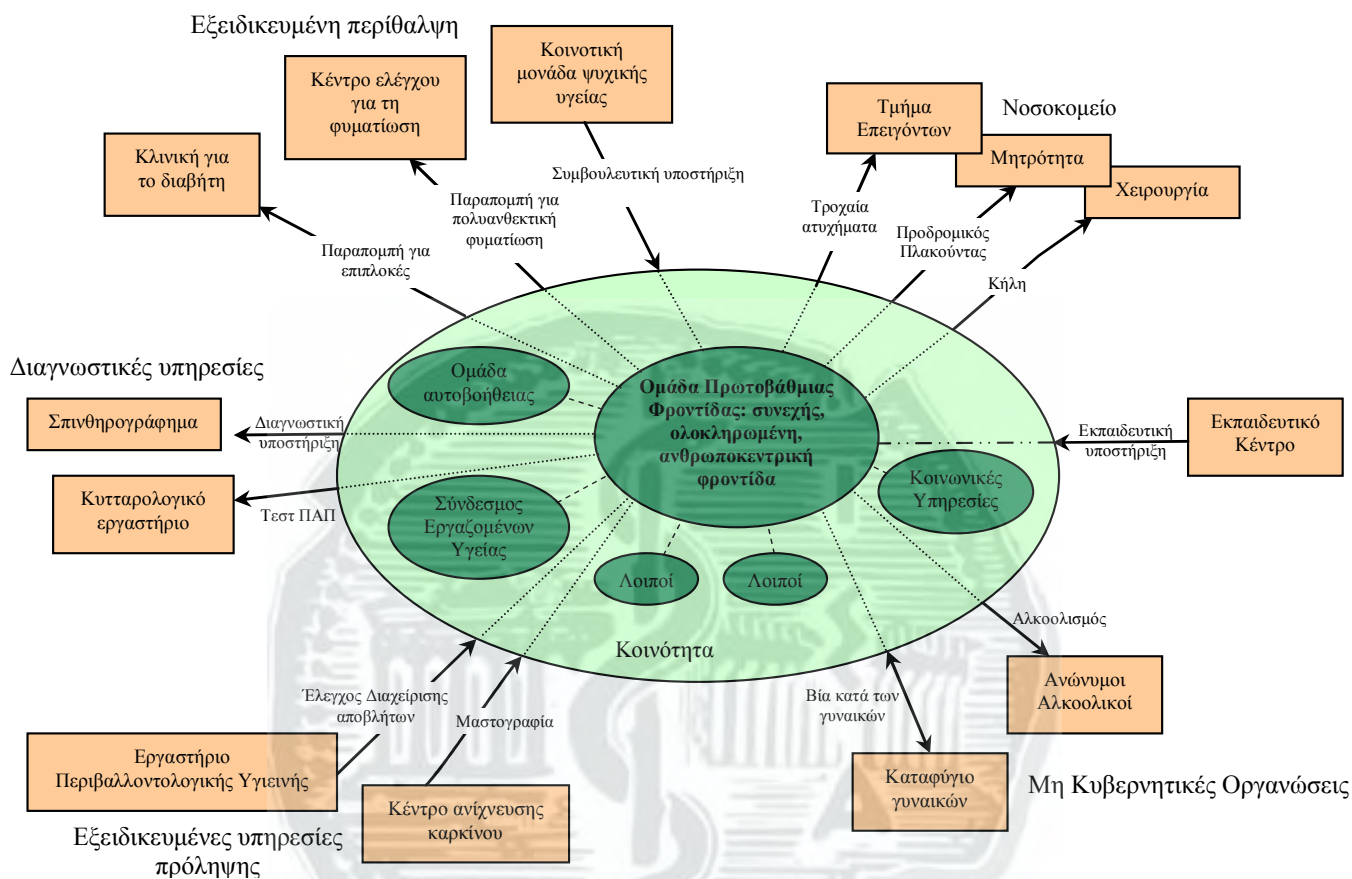 Εξειδικευμένη περίθαλψη
Κέντρο ελέγχου
για τη
φυματίωση
Κοινοτική
μονάδα ψυχικής
υγείας
Τμήμα
Επειγόντων
Νοσοκομείο
Μητρότητα
Χειρουργία
Κλινική για
το διαβήτη
Συμβουλευτική υποστήριξη
Παραπομπή για
πολυανθεκτική
φυματίωση
Τροχαία
ατυχήματα
Προδρομικός
Πλακούντας
Κήλη
Παραπομπή για
επιπλοκές
Διαγνωστικές υπηρεσίες
Σπινθηρογράφημα
Διαγνωστική
υποστήριξη
Κυτταρολογικό
εργαστήριο
Τεστ ΠΑΠ
Ομάδα
αυτοβοήθειας
Ομάδα Πρωτοβάθμιας
Φροντίδας: συνεχής,
ολοκληρωμένη,
ανθρωποκεντρική
φροντίδα
Εκπαιδευτική
υποστήριξη
Εκπαιδευτικό
Κέντρο
Κοινωνικές
Υπηρεσίες
Σύνδεσμος
Εργαζομένων
Υγείας
Λοιποί
Λοιποί
Κοινότητα
Αλκοολισμός
Ανώνυμοι
Αλκοολικοί
Έλεγχος Διαχείρισης
αποβλήτων
Μαστογραφία
Βία κατά των
γυναικών
Εργαστήριο
Περιβαλλοντολογικής Υγιεινής
Κέντρο ανίχνευσης
καρκίνου
Καταφύγιο
γυναικών
Μη Κυβερνητικές Οργανώσεις
Εξειδικευμένες υπηρεσίες
πρόληψης